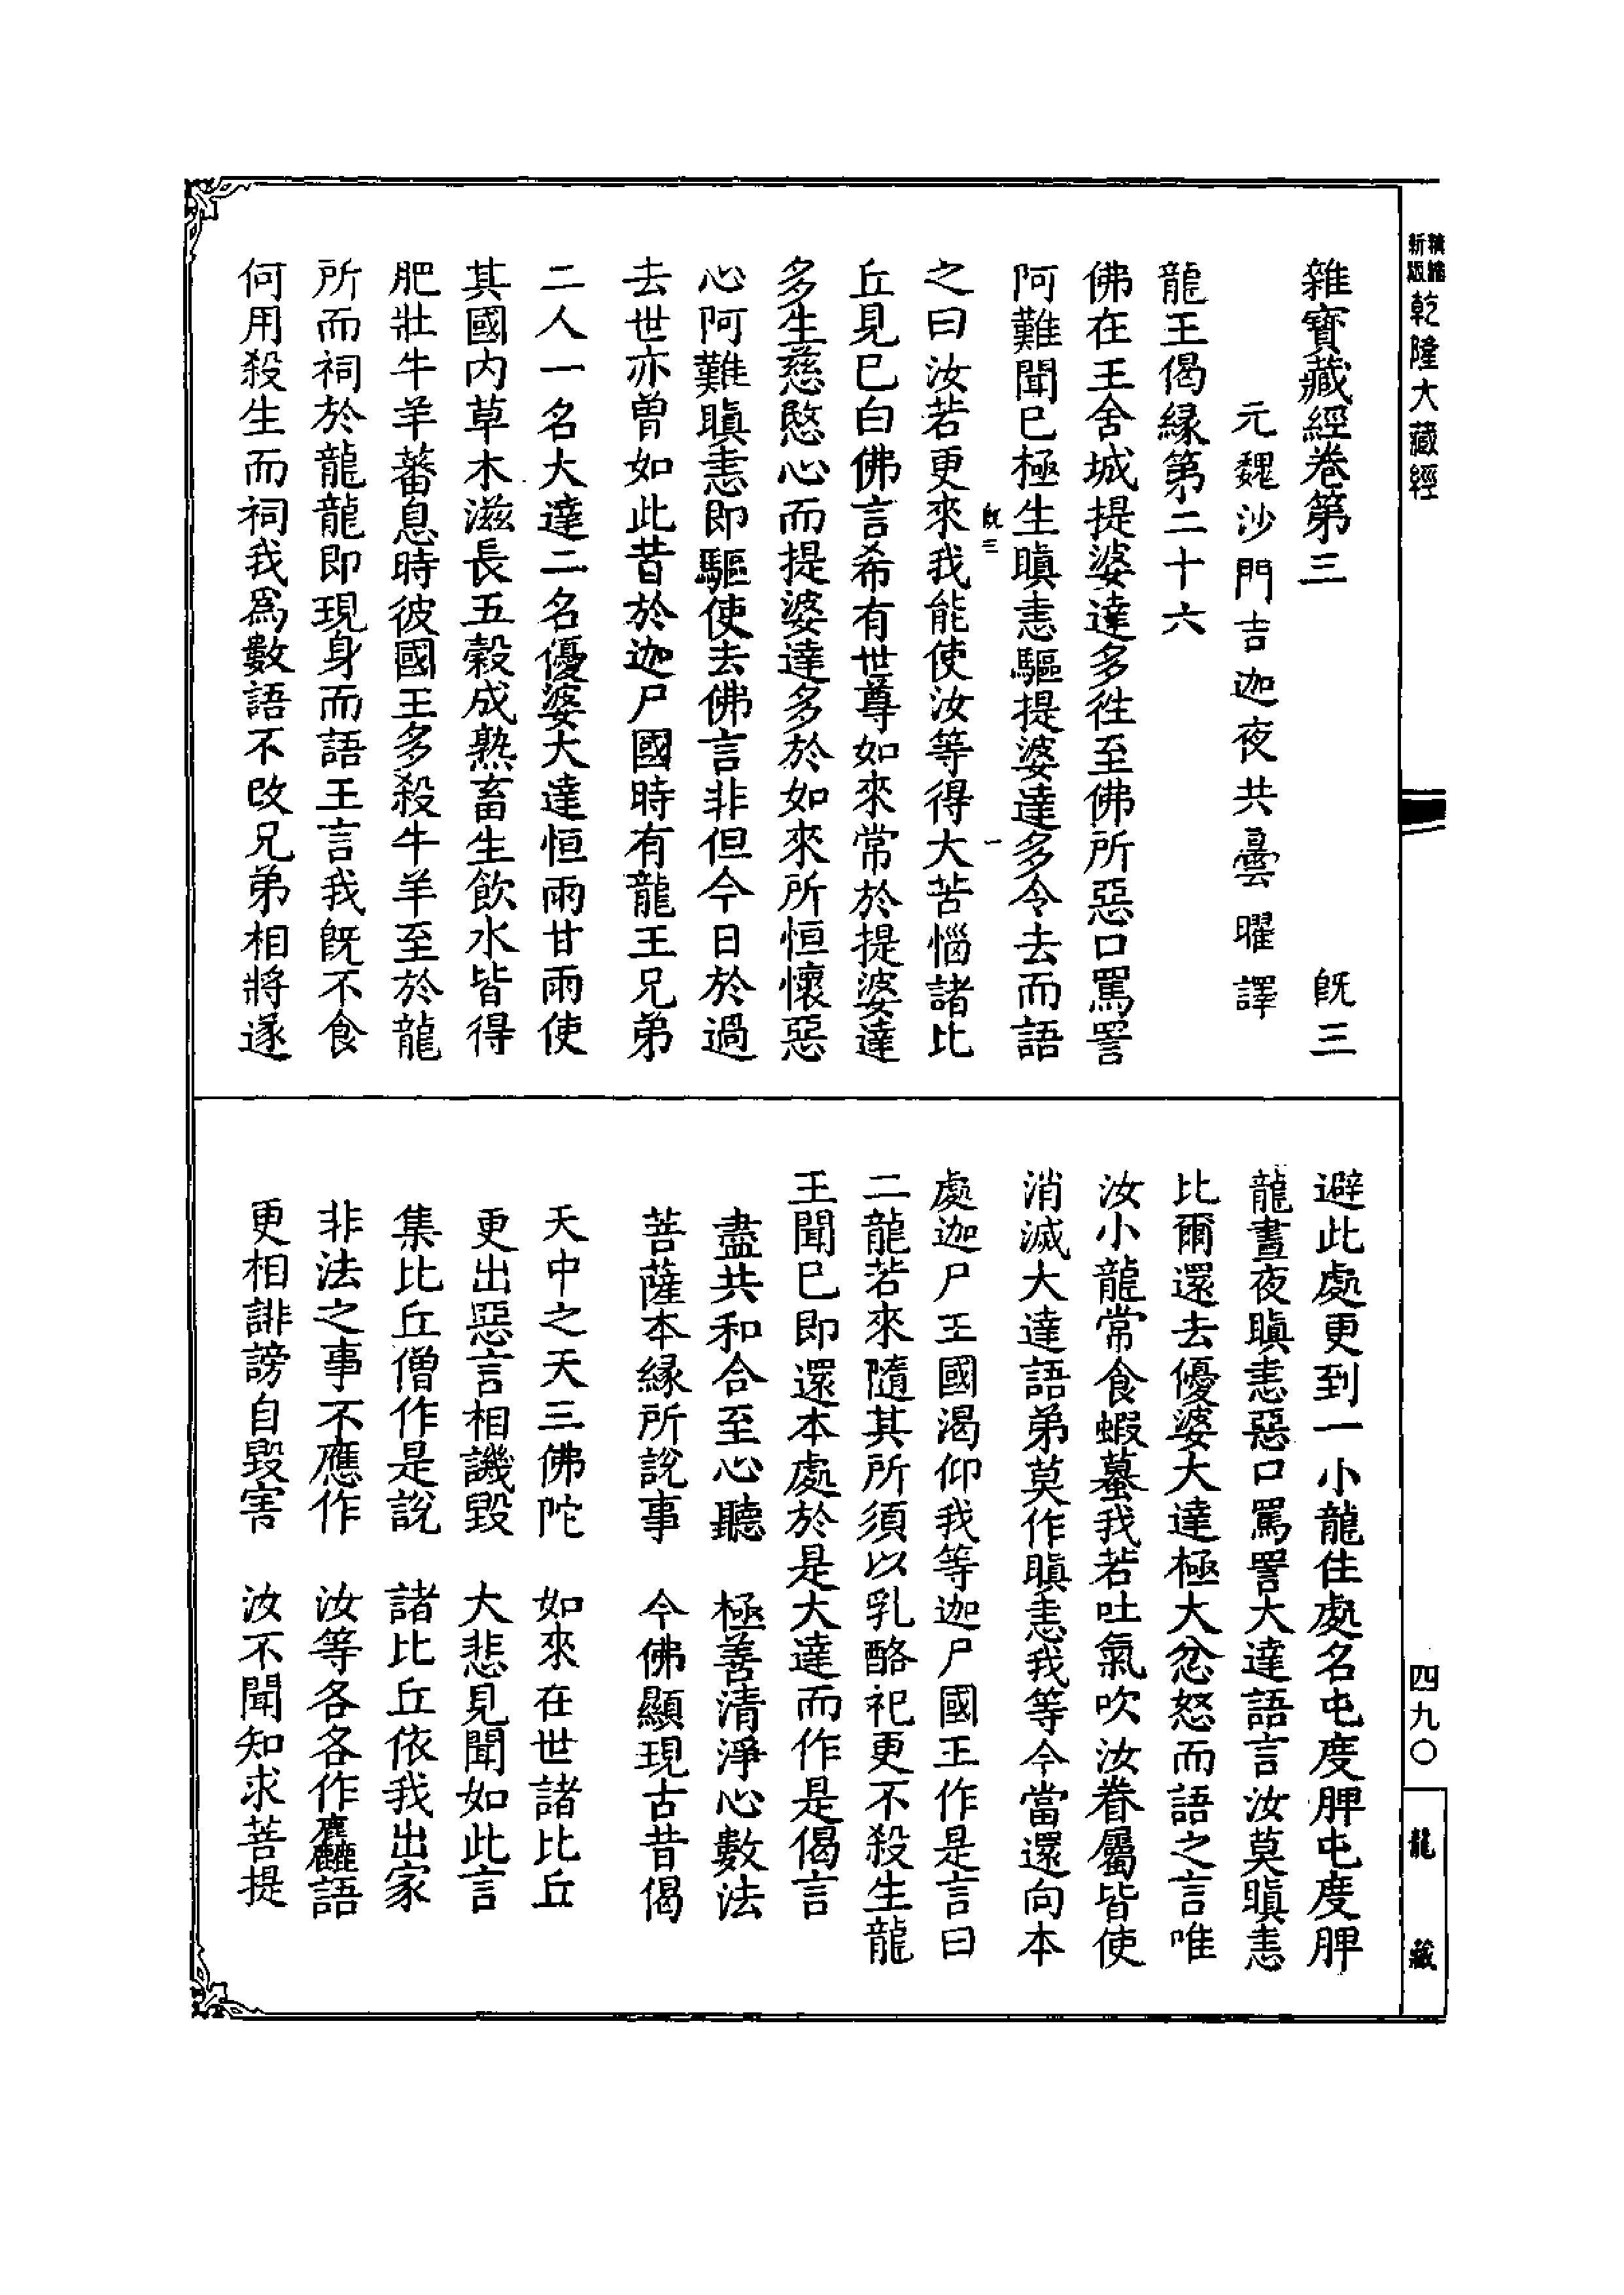 新編縮版乾隆大藏經
雜寶藏經卷第三 旣三
元魏沙門吉迦夜共曇曜譯
龍王偈緣第二十六
佛在王舍城提婆達多徃至佛所惡口罵詈
阿難聞已極生瞋恚驅提婆達多令去而語
旣三 一
之曰汝若更來我能使汝等得大苦惱諸比
丘見已白佛言希有世尊如來常於提婆達
多生慈愍心而提婆達多於如來所恒懷惡
心阿難瞋恚即驅使去佛言非但今日於過
去世亦曾如此昔於迦尸國時有龍王兄弟
二人一名大達二名優婆大達恒雨甘雨使
其國內草木滋長五穀成熟畜生飲水皆得
肥壯牛羊蕃息時彼國王多殺牛羊至於龍
所而祠於龍龍即現身而語王言我旣不食
何用殺生而祠我爲數語不改兄弟相將遂
避此處更到一小龍住處名屯度脾屯度脾
龍晝夜瞋恚惡口罵詈大達語言汝莫瞋恚
比爾還去優婆大達極大忿怒而語之言唯
汝小龍常食蝦蟇我若吐氣吹汝眷屬皆使
消滅大達語弟莫作瞋恚我等今當還向本
處迦尸王國渴仰我等迦尸國王作是言曰
二龍若來隨其所須以乳酪祀更不殺生龍
王聞已即還本處於是大達而作是偈言
盡共和合至心聽 極善清淨心數法
菩薩本緣所說事 今佛顯現古昔偈
天中之天三佛陀 如來在世諸比丘
更出惡言相譏毀 大悲見聞如此言
集比丘僧作是說 諸比丘依我出家
非法之事不應作 汝等各各作麤語
更相誹謗自毀害 汝不聞知求菩提
四九〇
龍藏